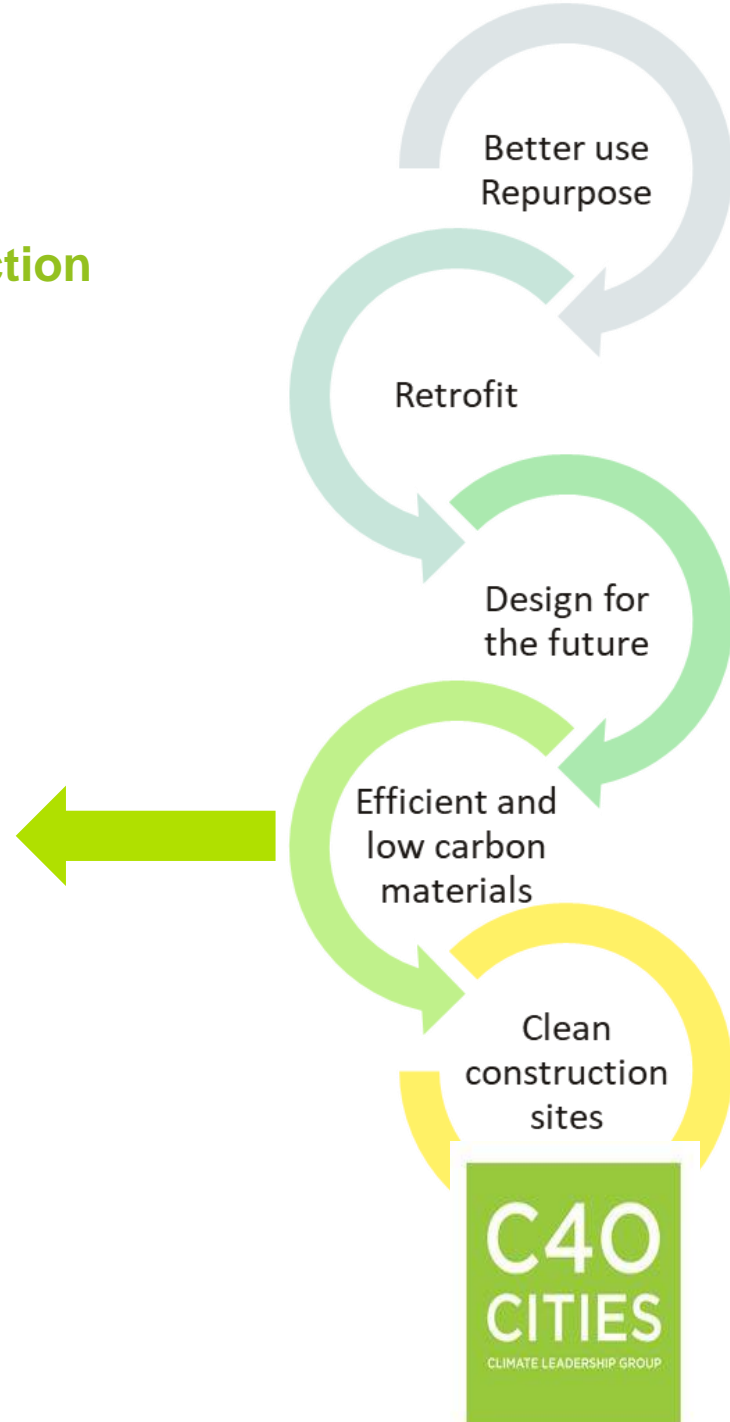 Better use
Repurpose
ction
Retrofit
Design for
the future
Efficient and
low carbon
materials
Clean
construction
sites
C40
CITIES
CLIMATE LEADERSHIP GROUP